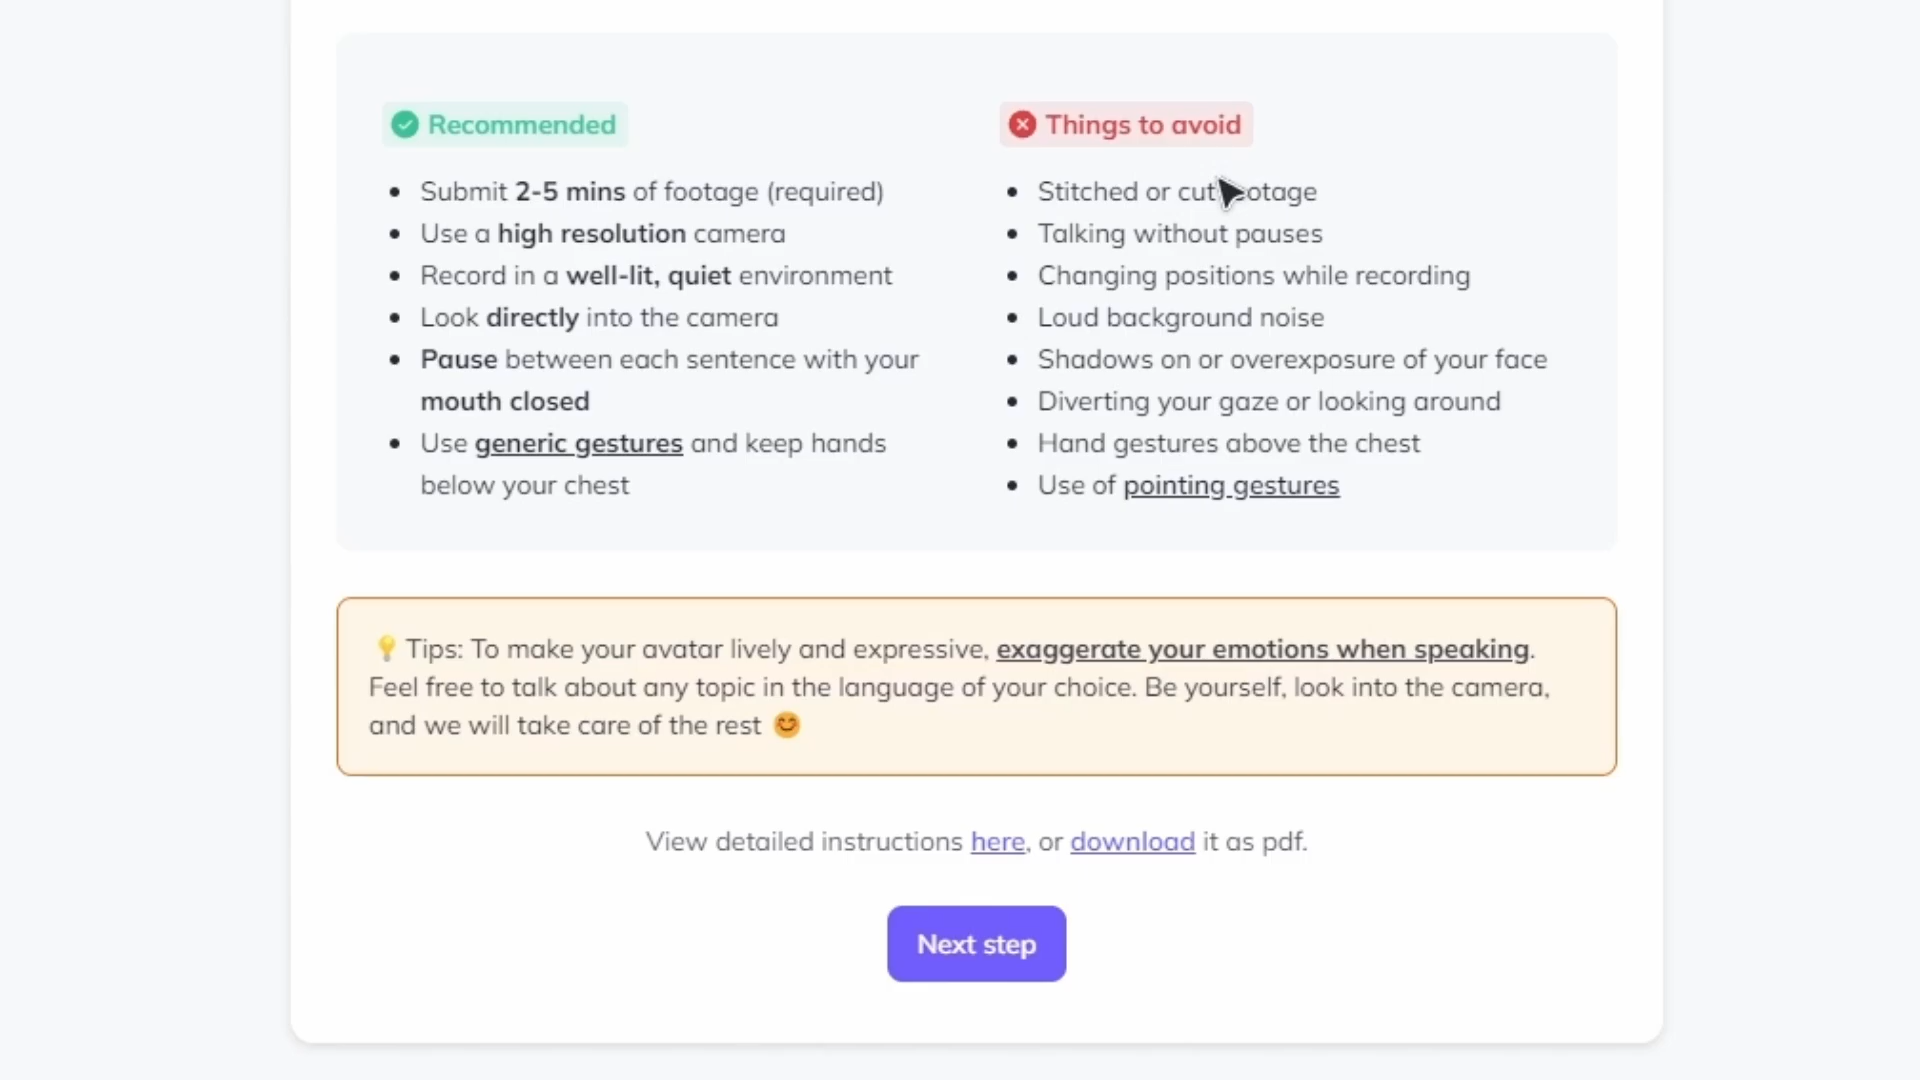 Recommended
Submit 2-5 mins of footage (required)
Use a high resolution camera
Record in a well-lit, quiet environment
Look directly into the camera
Pause between each sentence with your
mouth closed
Use generic gestures and keep hands
below your chest
Things to avoid
Stitched or cut footage
Talking without pauses
Changing positions while recording
Loud background noise
Shadows on or overexposure of your face
Diverting your gaze or looking around
Hand gestures above the chest
Use of pointing gestures
💡 Tips: To make your avatar lively and expressive, exaggerate your emotions when speaking.
Feel free to talk about any topic in the language of your choice. Be yourself, look into the camera,
and we will take care of the rest 😊
View detailed instructions here, or download it as pdf.
Next step